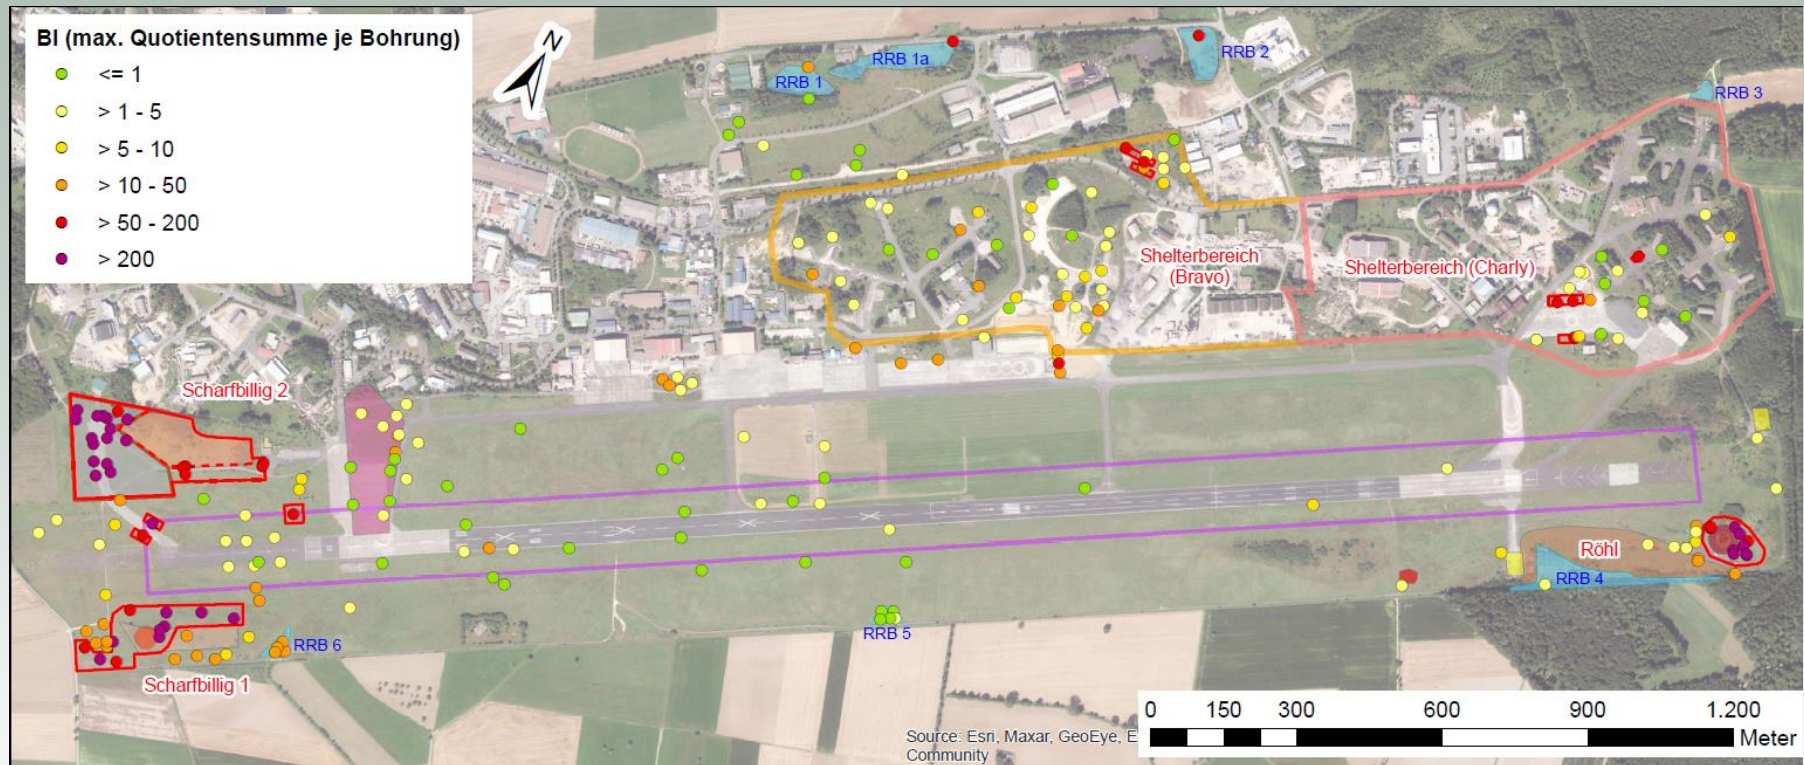 BI (max. Quotientensumme je Bohrung)
<= 1
> 1 - 5
> 5 - 10
> 10 - 50
> 50 - 200
> 200
N
RRB 1
RRB 1a
RRB 2
RRB 3
Shelterbereich
(Bravo)
Shelterbereich (Charly)
Scharfbillig 2
Röhl
RRB 4
RRB 5
RRB 6
Scharfbillig 1
0 150 300 600 900 1.200
Meter
Source: Esri, Maxar, GeoEye, E
Community